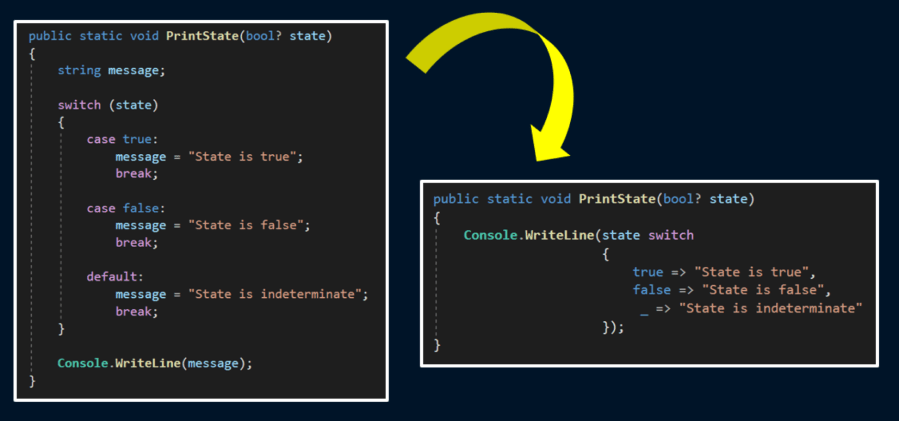 public static void PrintState(bool? state)
{
    string message;
    switch (state)
    {
        case true:
            message = "State is true";
            break;
        case false:
            message = "State is false";
            break;
        default:
            message = "State is indeterminate";
            break;
    }
    Console.WriteLine(message);
}
public static void PrintState(bool? state)
{
    Console.WriteLine(state switch
                      {
                          true => "State is true",
                          false => "State is false",
                           _ => "State is indeterminate"
                      });
}